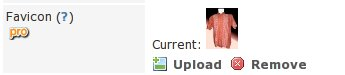 Favicon (?)
pro
Current:
Upload Remove